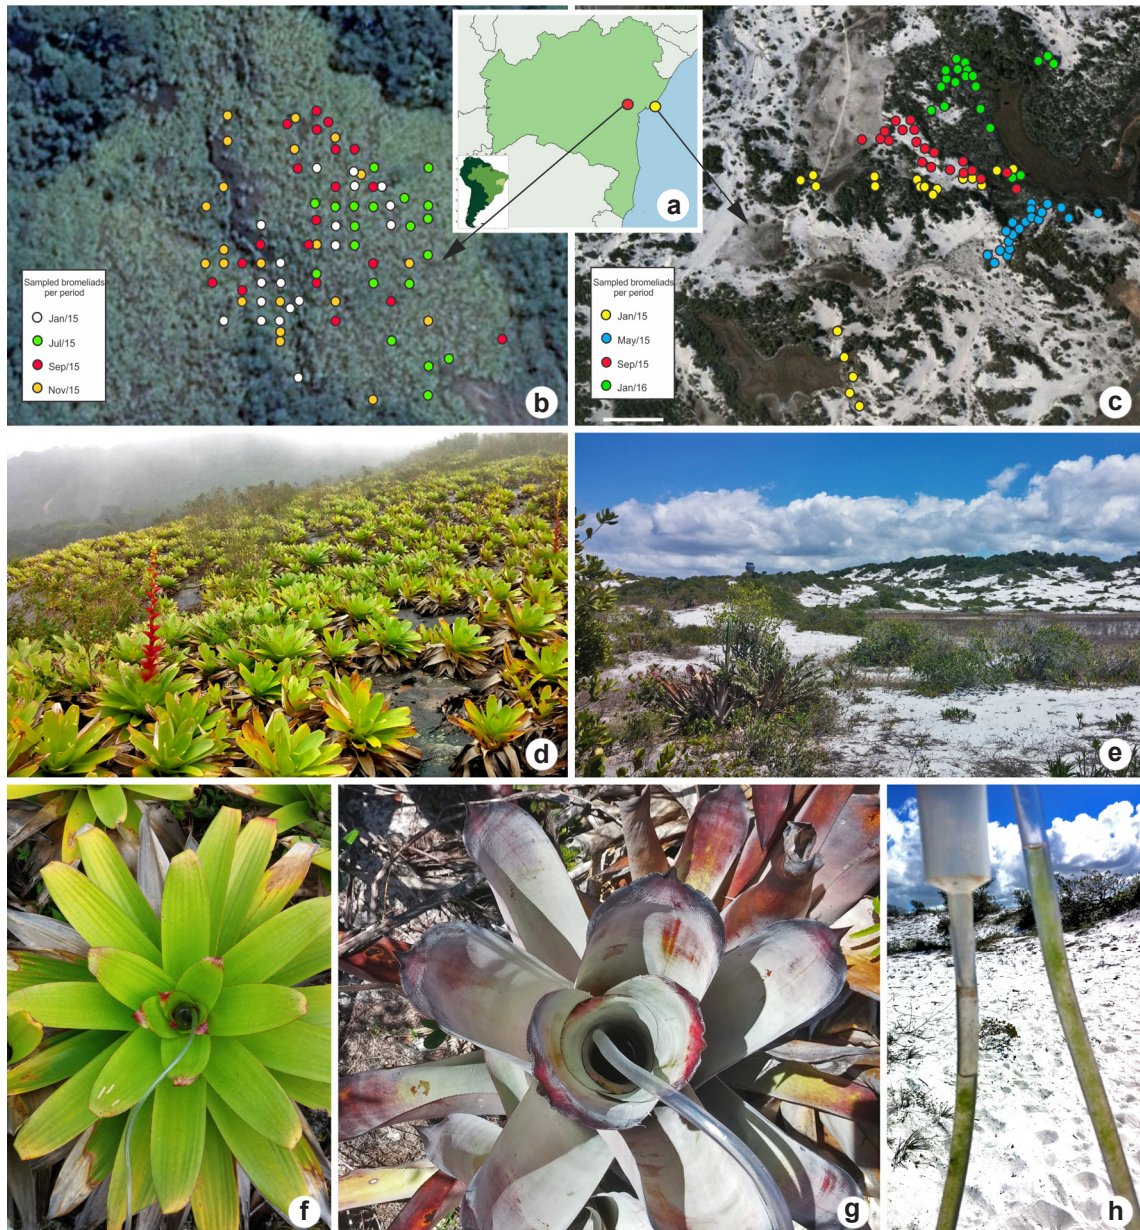 a
Sampled bromeliads
per period
Jan/15
Jul/15
Sep/15
Nov/15
b
Sampled bromeliads
per period
Jan/15
May/15
Sep/15
Jan/16
c
d
e
f
g
h